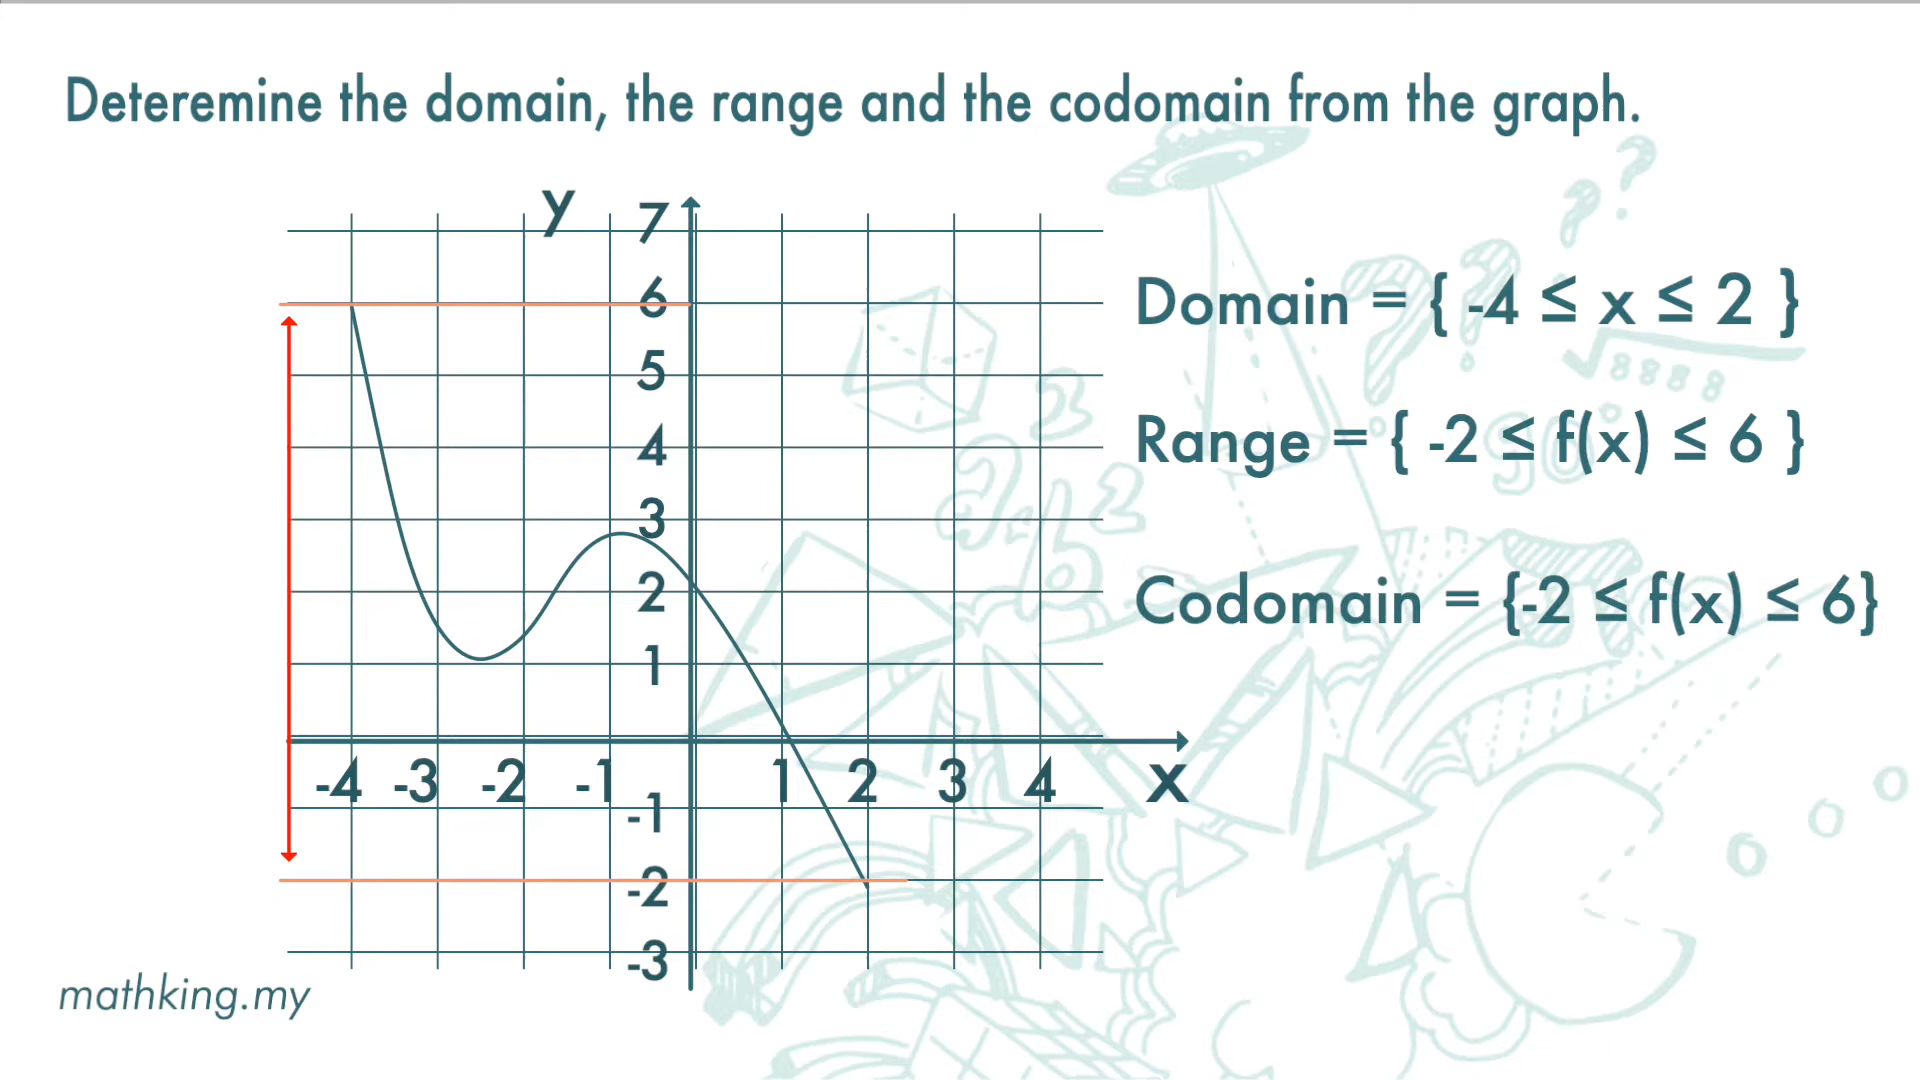 Deteremine the domain, the range and the codomain from the graph.
y
7
6
5
4
3
2
1
-4 -3 -2 -1 1 2 3 4 x
-1
-2
-3
Domain = { -4 ≤ x ≤ 2 }
Range = { -2 ≤ f(x) ≤ 6 }
Codomain = {-2 ≤ f(x) ≤ 6}
mathking.my